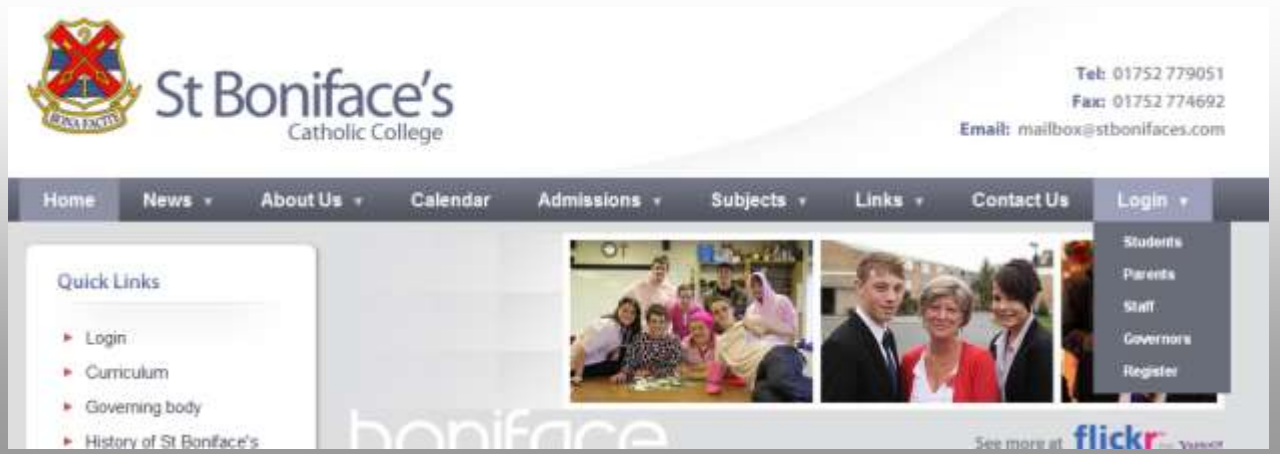 St Boniface's
Catholic College
BONA FACITE
Tel: 01752 779051
Fax: 01752 774692
Email: mailbox@stbonifaces.com
Home News About Us Calendar Admissions Subjects Links Contact Us Login
Students
Parents
Staff
Governors
Register
Quick Links
Login
Curriculum
Governing body
History of St Boniface's
boniface
See more at flickr
YAHOO!